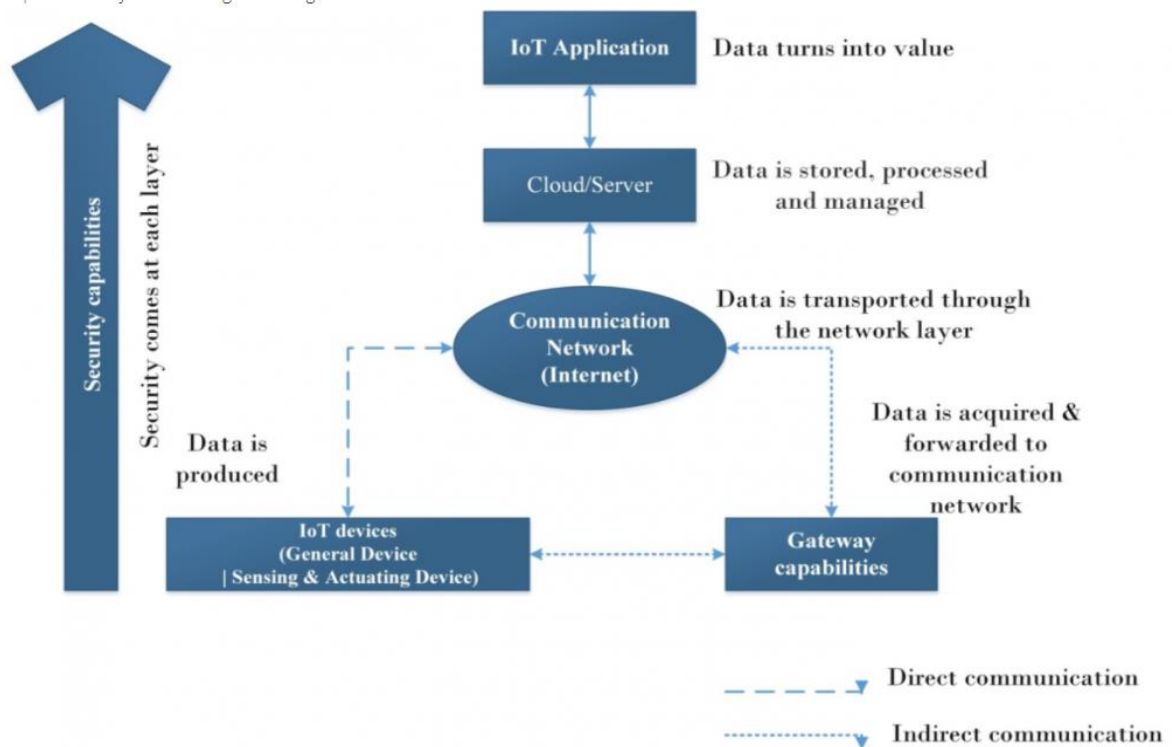 IoT Application
Data turns into value
Cloud/Server
Data is stored, processed
and managed
Communication
Network
(Internet)
Data is transported through
the network layer
Security capabilities
Security comes at each layer
Data is
produced
Data is acquired &
forwarded to
communication
network
IoT devices
(General Device
| Sensing & Actuating Device)
Gateway
capabilities
Direct communication
Indirect communication